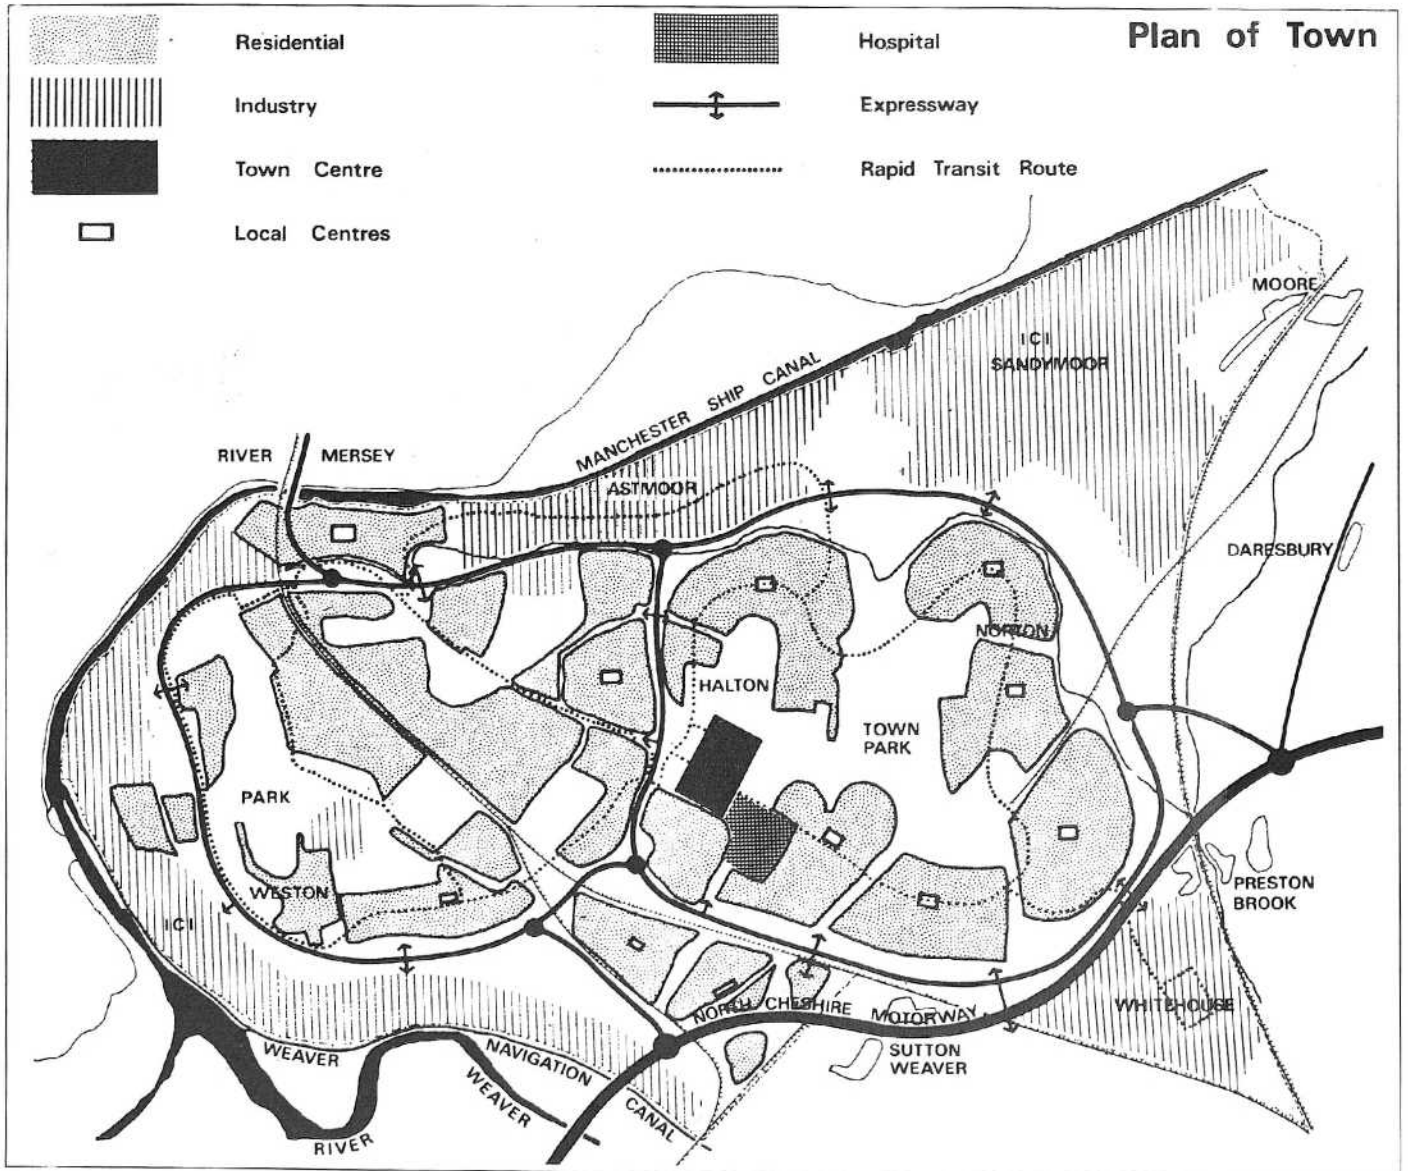 Plan of Town
Residential
Hospital
Industry
Expressway
Town Centre
Rapid Transit Route
Local Centres
MOORE
ICI
SANDYMOOR
MANCHESTER SHIP CANAL
RIVER MERSEY
ASTMOOR
DARESBURY
NORTON
HALTON
TOWN
PARK
PARK
WESTON
PRESTON
BROOK
ICI
WHITEHOUSE
NORTH CHESHIRE MOTORWAY
SUTTON
WEAVER
WEAVER NAVIGATION CANAL
RIVER WEAVER